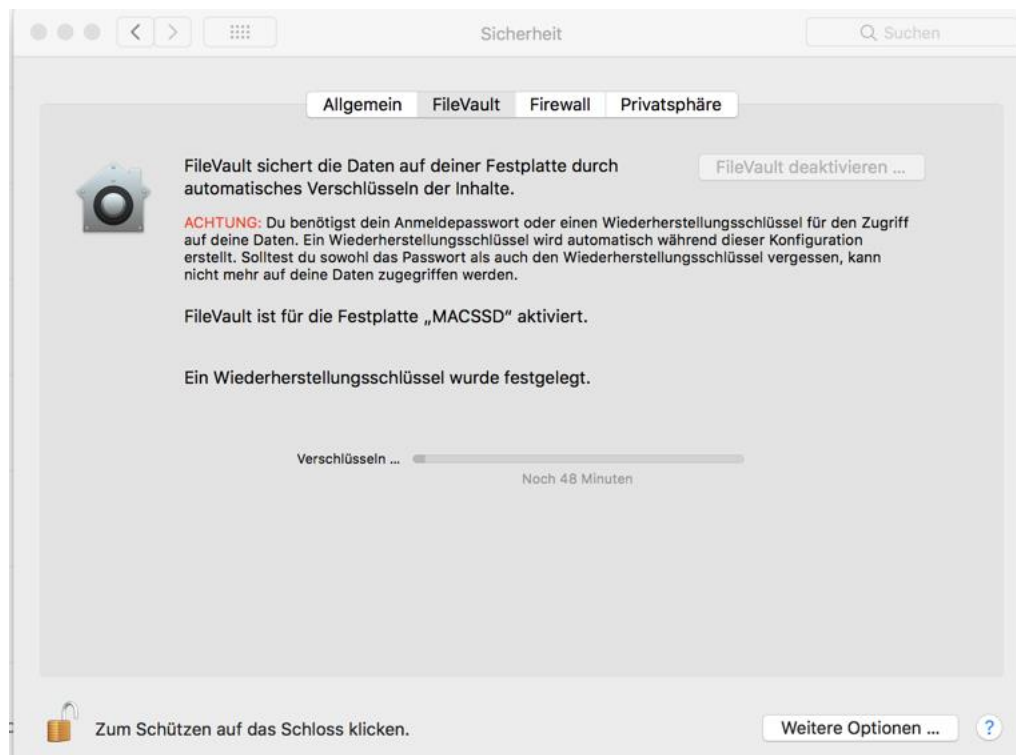 Sicherheit
Suchen
Allgemein FileVault Firewall Privatsphäre
FileVault sichert die Daten auf deiner Festplatte durch
automatisches Verschlüsseln der Inhalte.
FileVault deaktivieren ...
ACHTUNG: Du benötigst dein Anmeldepasswort oder einen Wiederherstellungsschlüssel für den Zugriff
auf deine Daten. Ein Wiederherstellungsschlüssel wird automatisch während dieser Konfiguration
erstellt. Solltest du sowohl das Passwort als auch den Wiederherstellungsschlüssel vergessen, kann
nicht mehr auf deine Daten zugegriffen werden.
FileVault ist für die Festplatte „MACSSD“ aktiviert.
Ein Wiederherstellungsschlüssel wurde festgelegt.
Verschlüsseln ...
Noch 48 Minuten
Zum Schützen auf das Schloss klicken.
Weitere Optionen ...
?